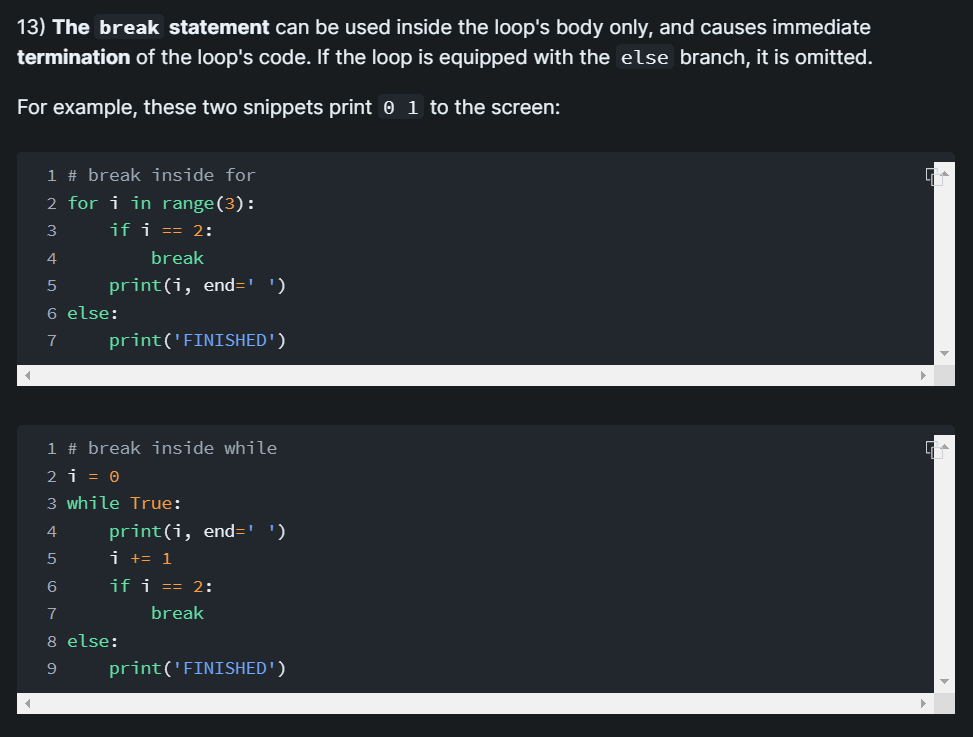 13) The break statement can be used inside the loop's body only, and causes immediate
termination of the loop's code. If the loop is equipped with the else branch, it is omitted.
For example, these two snippets print 0 1 to the screen:
1 # break inside for
2 for i in range(3):
3     if i == 2:
4         break
5     print(i, end=' ')
6 else:
7     print('FINISHED')
1 # break inside while
2 i = 0
3 while True:
4     print(i, end=' ')
5     i += 1
6     if i == 2:
7         break
8 else:
9     print('FINISHED')